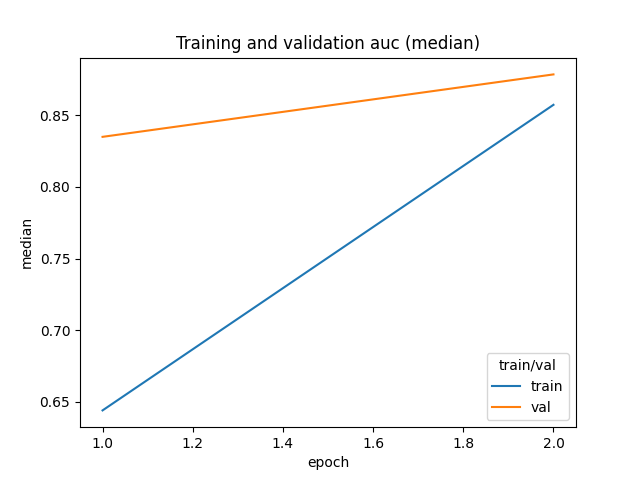 Training and validation auc (median)
median
0.85
0.80
0.75
0.70
0.65
train/val
train
val
1.0 1.2 1.4 1.6 1.8 2.0
epoch